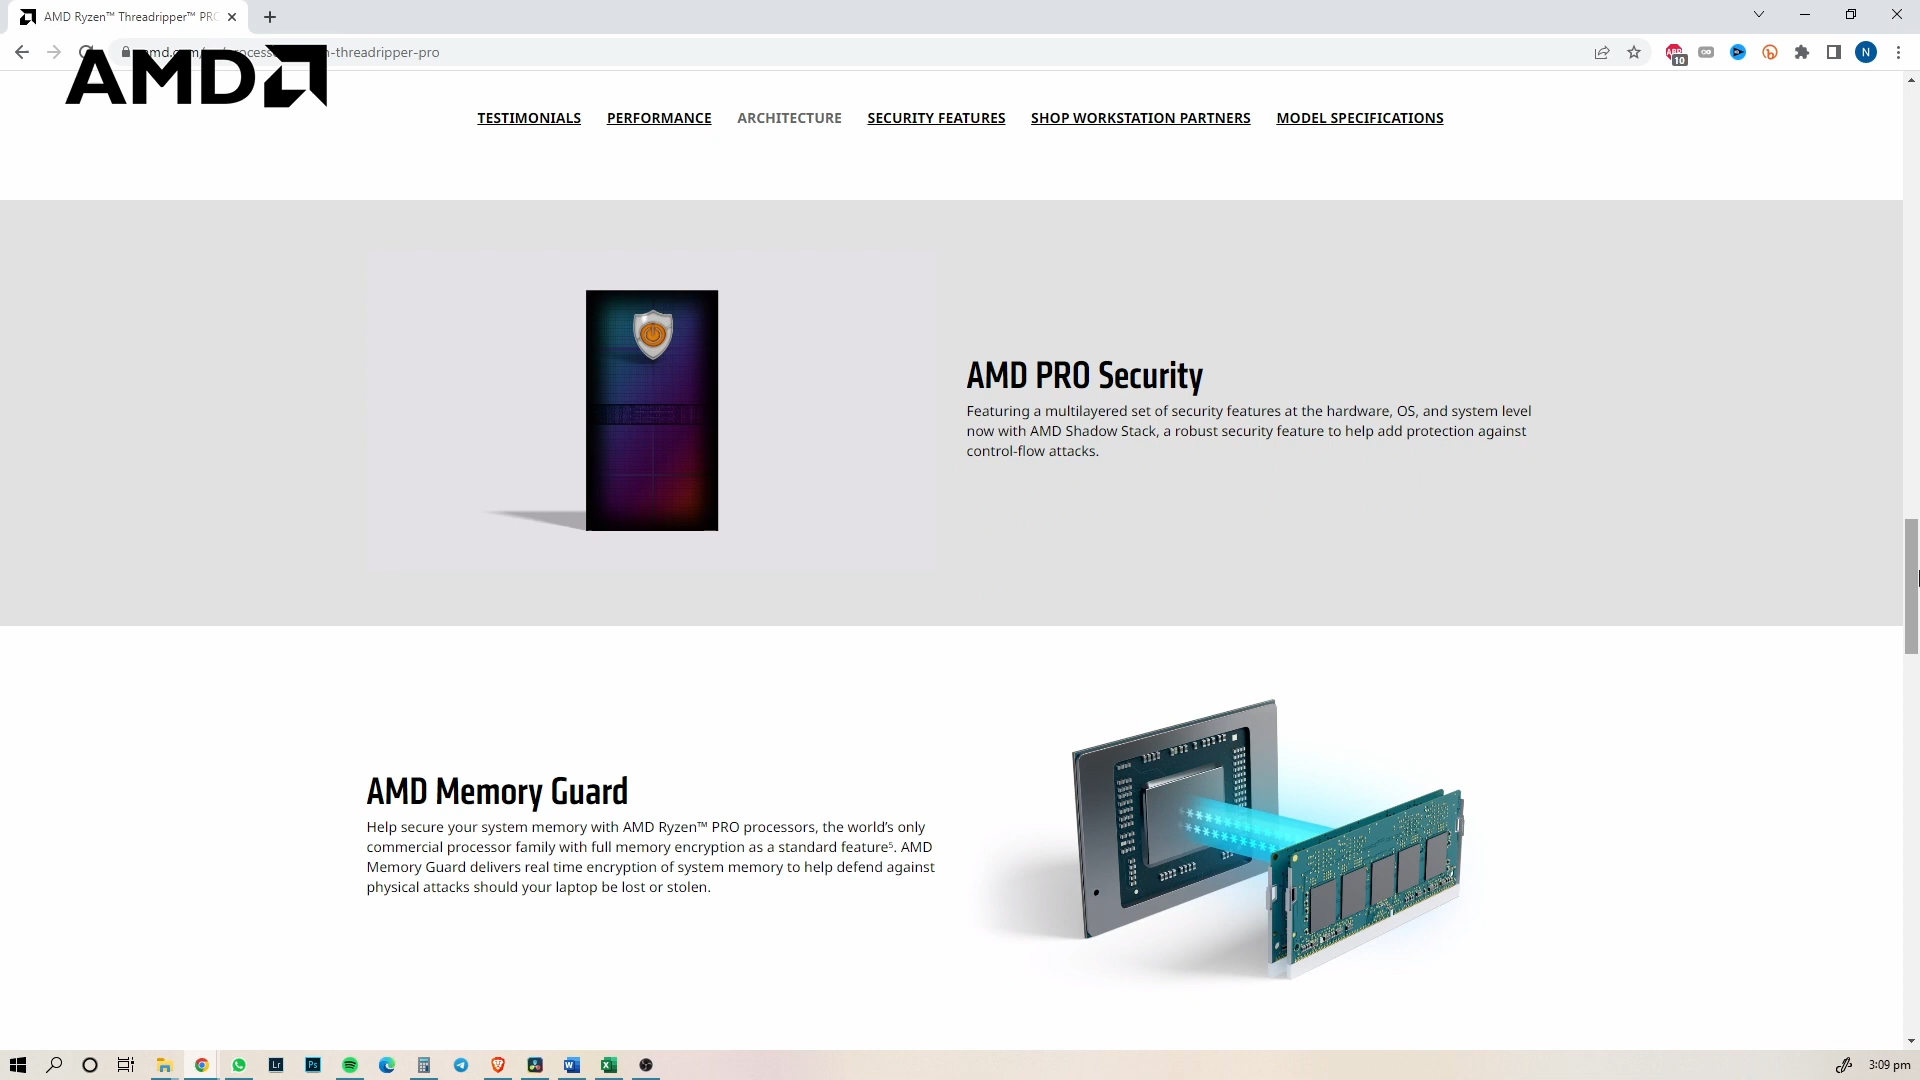 AMD Ryzen™ Threadripper™ PRO
-threadripper-pro
10
N
AMD
TESTIMONIALS PERFORMANCE ARCHITECTURE SECURITY FEATURES SHOP WORKSTATION PARTNERS MODEL SPECIFICATIONS
AMD PRO Security
Featuring a multilayered set of security features at the hardware, OS, and system level
now with AMD Shadow Stack, a robust security feature to help add protection against
control-flow attacks.
AMD Memory Guard
Help secure your system memory with AMD Ryzen™ PRO processors, the world’s only
commercial processor family with full memory encryption as a standard feature⁵. AMD
Memory Guard delivers real time encryption of system memory to help defend against
physical attacks should your laptop be lost or stolen.
Lr Ps W X
3:09 pm